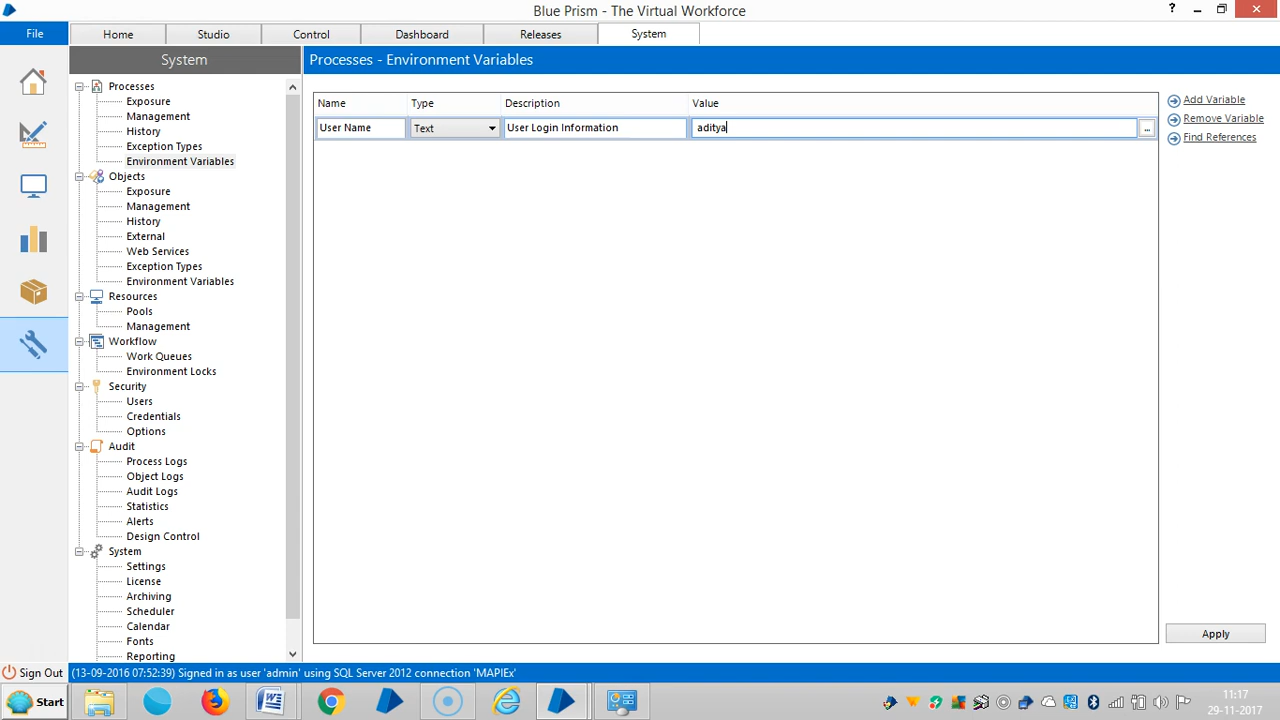 Blue Prism - The Virtual Workforce
?
File
Home
Studio
Control
Dashboard
Releases
System
System
Processes
Exposure
Management
History
Exception Types
Environment Variables
Objects
Exposure
Management
History
External
Web Services
Exception Types
Environment Variables
Resources
Pools
Management
Workflow
Work Queues
Environment Locks
Security
Users
Credentials
Options
Audit
Process Logs
Object Logs
Audit Logs
Statistics
Alerts
Design Control
System
Settings
License
Archiving
Scheduler
Calendar
Fonts
Reporting
Processes - Environment Variables
Name Type Description Value
User Name Text User Login Information aditya ...
Add Variable
Remove Variable
Find References
Apply
Sign Out (13-09-2016 07:52:39) Signed in as user 'admin' using SQL Server 2012 connection 'MAPIEx'
Start
11:17
29-11-2017